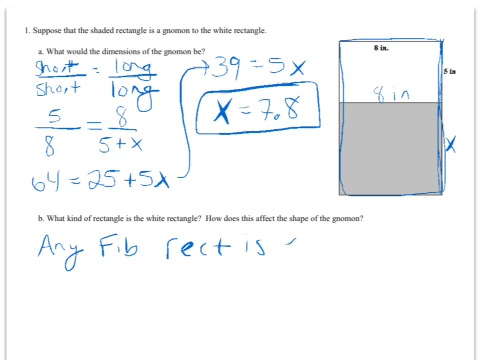 1. Suppose that the shaded rectangle is a gnomon to the white rectangle.
a. What would the dimensions of the gnomon be?
short/short = long/long
5/8 = 8/(5+x)
64 = 25+5x
→ 39 = 5x
x = 7.8
8 in.
5 in
8 in
x
b. What kind of rectangle is the white rectangle? How does this affect the shape of the gnomon?
Any Fib rect is